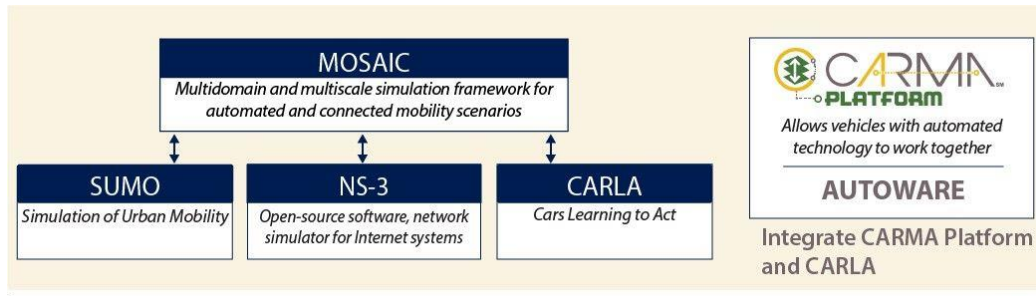 MOSAIC
Multidomain and multiscale simulation framework for
automated and connected mobility scenarios
SUMO
Simulation of Urban Mobility
NS-3
Open-source software, network
simulator for Internet systems
CARLA
Cars Learning to Act
CARMA SM
PLATFORM
Allows vehicles with automated
technology to work together
AUTOWARE
Integrate CARMA Platform
and CARLA